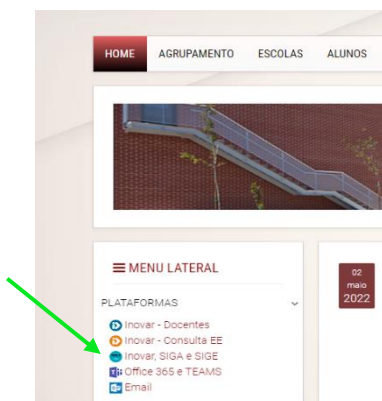 HOME AGRUPAMENTO ESCOLAS ALUNOS
MENU LATERAL
PLATAFORMAS
Inovar - Docentes
Inovar - Consulta EE
Inovar, SIGA e SIGE
Office 365 e TEAMS
Email
02
maio
2022